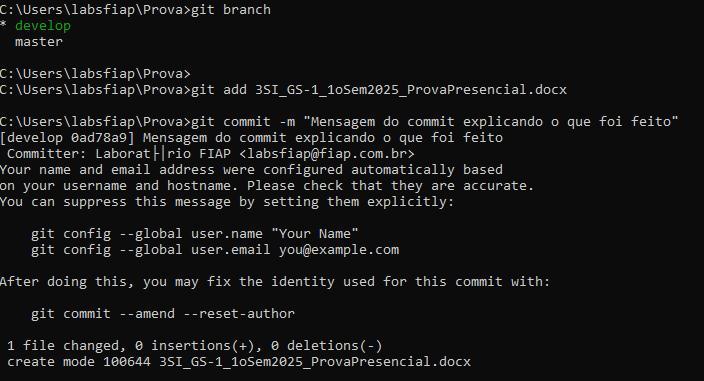 C:\Users\labsfiap\Prova>git branch
* develop
  master

C:\Users\labsfiap\Prova>
C:\Users\labsfiap\Prova>git add 3SI_GS-1_1oSem2025_ProvaPresencial.docx

C:\Users\labsfiap\Prova>git commit -m "Mensagem do commit explicando o que foi feito"
[develop 0ad78a9] Mensagem do commit explicando o que foi feito
 Committer: Laborat├│rio FIAP <labsfiap@fiap.com.br>
Your name and email address were configured automatically based
on your username and hostname. Please check that they are accurate.
You can suppress this message by setting them explicitly:

    git config --global user.name "Your Name"
    git config --global user.email you@example.com

After doing this, you may fix the identity used for this commit with:

    git commit --amend --reset-author

 1 file changed, 0 insertions(+), 0 deletions(-)
 create mode 100644 3SI_GS-1_1oSem2025_ProvaPresencial.docx